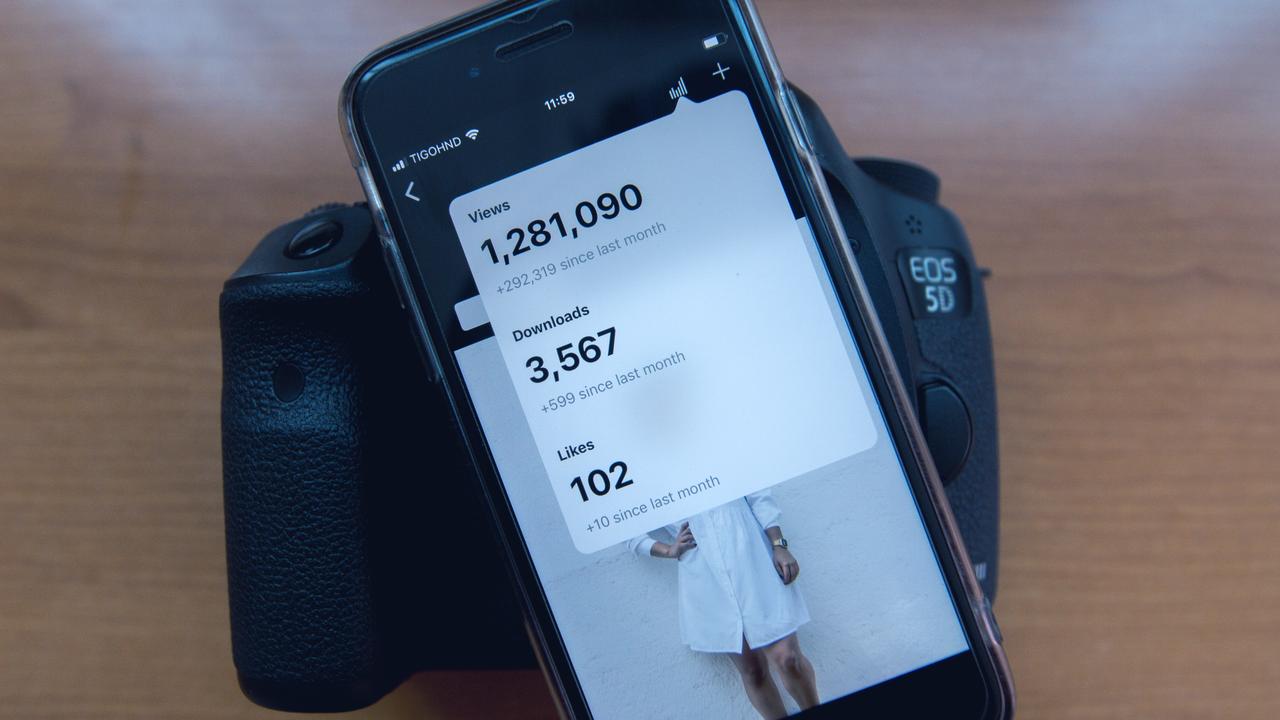 11:59
TIGOHND
Views
1,281,090
+292,319 since last month
Downloads
3,567
+599 since last month
Likes
102
+10 since last month
EOS
5D